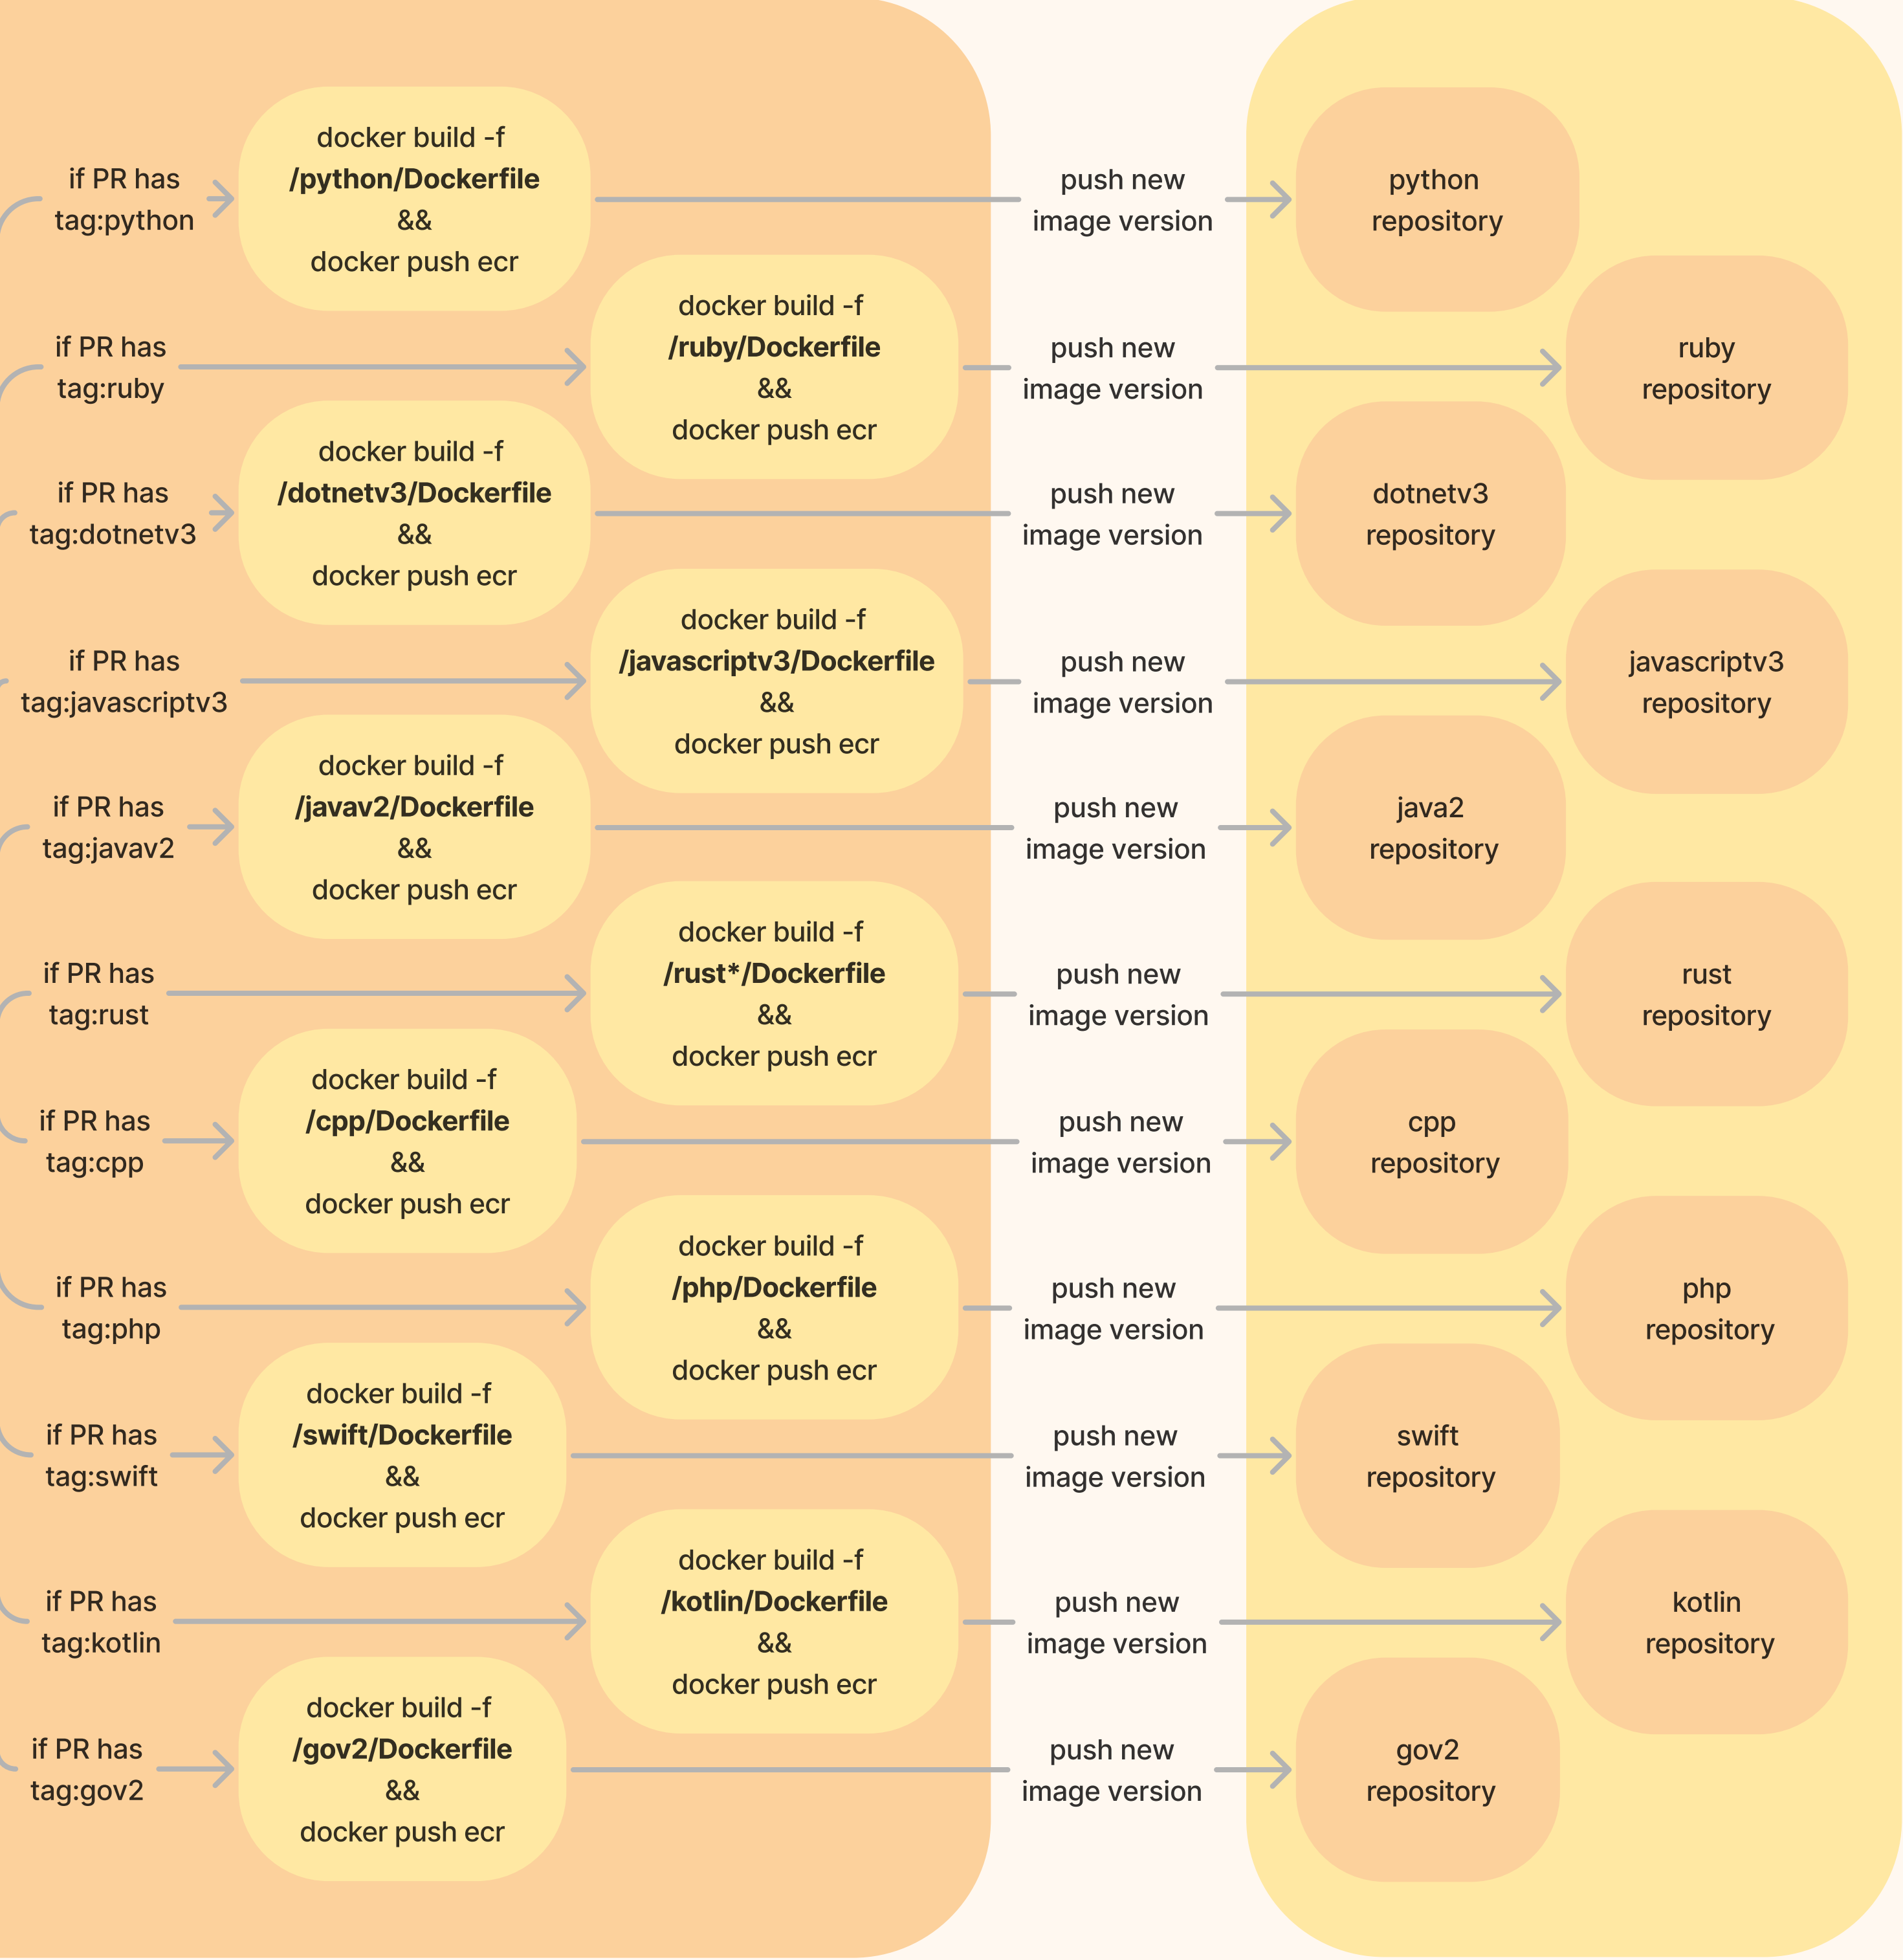 if PR has
tag:python
docker build -f
/python/Dockerfile
&&
docker push ecr
push new
image version
python
repository
if PR has
tag:ruby
docker build -f
/ruby/Dockerfile
&&
docker push ecr
push new
image version
ruby
repository
if PR has
tag:dotnetv3
docker build -f
/dotnetv3/Dockerfile
&&
docker push ecr
push new
image version
dotnetv3
repository
if PR has
tag:javascriptv3
docker build -f
/javascriptv3/Dockerfile
&&
docker push ecr
push new
image version
javascriptv3
repository
if PR has
tag:javav2
docker build -f
/javav2/Dockerfile
&&
docker push ecr
push new
image version
java2
repository
if PR has
tag:rust
docker build -f
/rust*/Dockerfile
&&
docker push ecr
push new
image version
rust
repository
if PR has
tag:cpp
docker build -f
/cpp/Dockerfile
&&
docker push ecr
push new
image version
cpp
repository
if PR has
tag:php
docker build -f
/php/Dockerfile
&&
docker push ecr
push new
image version
php
repository
if PR has
tag:swift
docker build -f
/swift/Dockerfile
&&
docker push ecr
push new
image version
swift
repository
if PR has
tag:kotlin
docker build -f
/kotlin/Dockerfile
&&
docker push ecr
push new
image version
kotlin
repository
if PR has
tag:gov2
docker build -f
/gov2/Dockerfile
&&
docker push ecr
push new
image version
gov2
repository